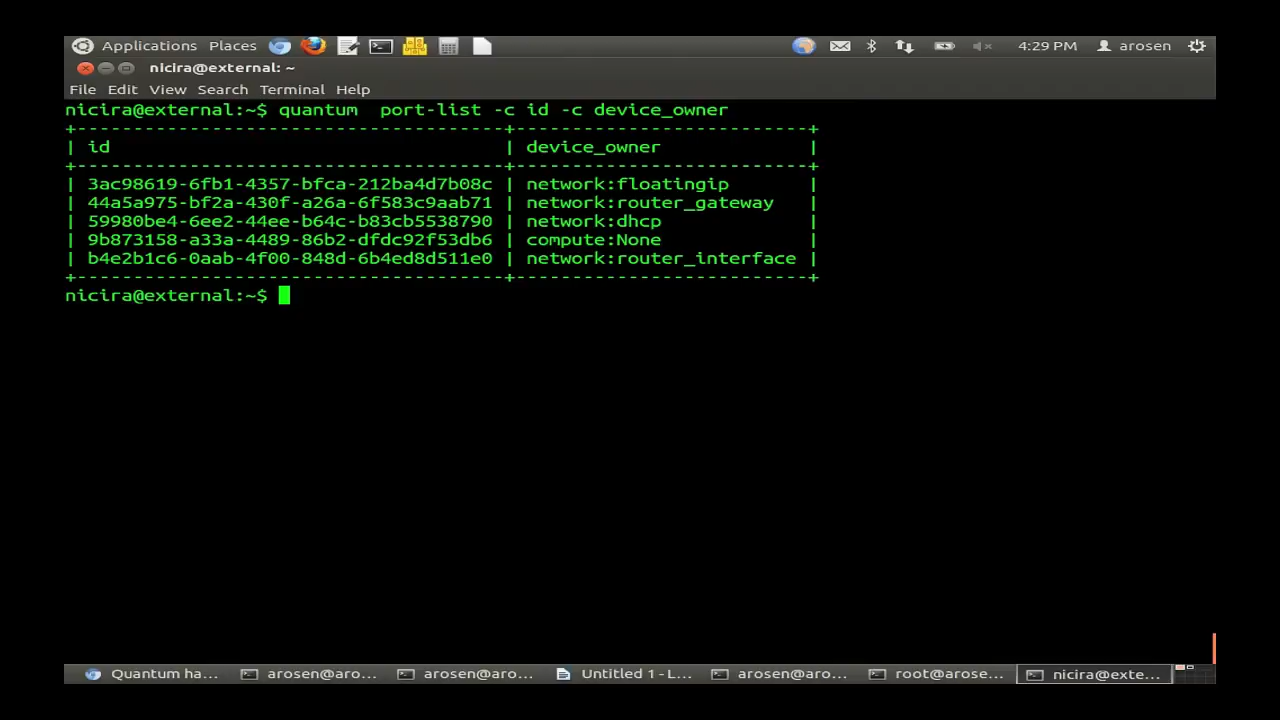 Applications Places 4:29 PM arosen
nicira@external: ~
File Edit View Search Terminal Help
nicira@external:~$ quantum  port-list -c id -c device_owner
+--------------------------------------+--------------------------+
| id                                   | device_owner             |
+--------------------------------------+--------------------------+
| 3ac98619-6fb1-4357-bfca-212ba4d7b08c | network:floatingip       |
| 44a5a975-bf2a-430f-a26a-6f583c9aab71 | network:router_gateway   |
| 59980be4-6ee2-44ee-b64c-b83cb5538790 | network:dhcp             |
| 9b873158-a33a-4489-86b2-dfdc92f53db6 | compute:None             |
| b4e2b1c6-0aab-4f00-848d-6b4ed8d511e0 | network:router_interface |
+--------------------------------------+--------------------------+
nicira@external:~$
Quantum ha... arosen@aro... arosen@aro... Untitled 1 - L... arosen@aro... root@arose... nicira@exte...